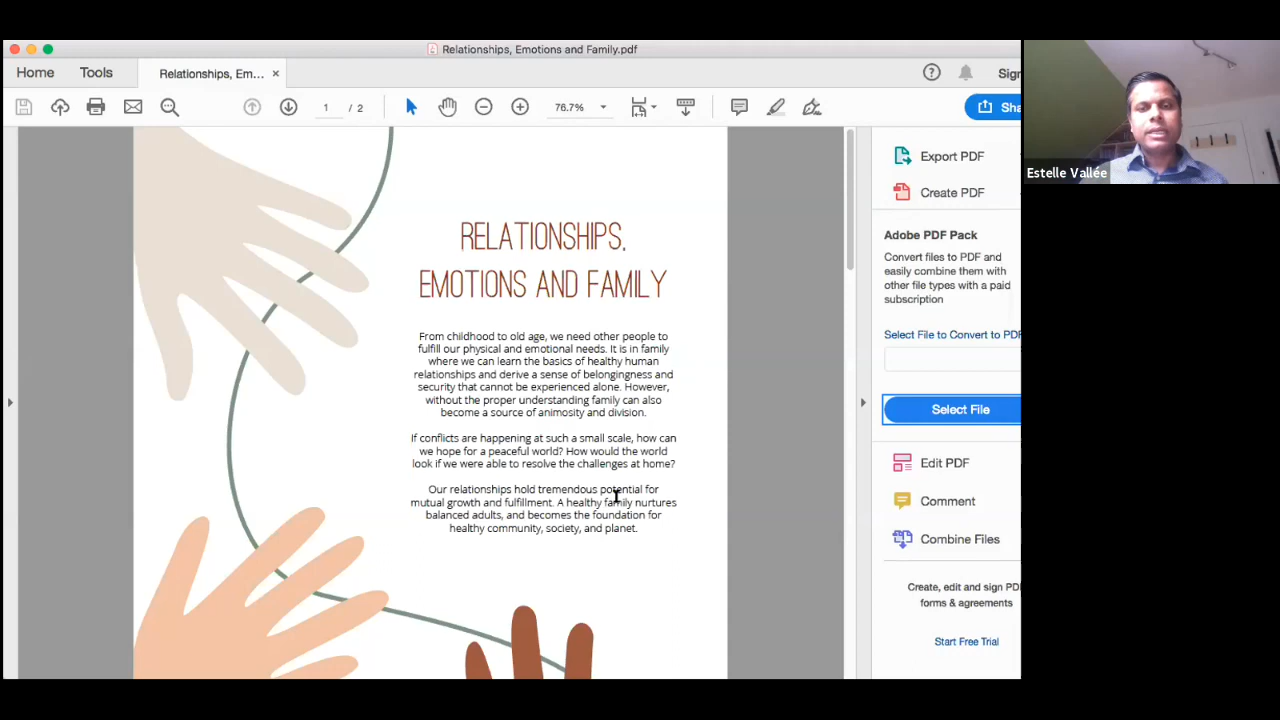 Relationships, Emotions and Family.pdf
Home
Tools
Relationships, Em...
Sign
1 / 2
76.7%
Sha
RELATIONSHIPS,
EMOTIONS AND FAMILY
From childhood to old age, we need other people to
fulfill our physical and emotional needs. It is in family
where we can learn the basics of healthy human
relationships and derive a sense of belongingness and
security that cannot be experienced alone. However,
without the proper understanding family can also
become a source of animosity and division.
If conflicts are happening at such a small scale, how can
we hope for a peaceful world? How would the world
look if we were able to resolve the challenges at home?
Our relationships hold tremendous potential for
mutual growth and fulfillment. A healthy family nurtures
balanced adults, and becomes the foundation for
healthy community, society, and planet.
Export PDF
Create PDF
Adobe PDF Pack
Convert files to PDF and
easily combine them with
other file types with a paid
subscription
Select File to Convert to PDF
Select File
Edit PDF
Comment
Combine Files
Create, edit and sign PD
forms & agreements
Start Free Trial
Estelle Vallée